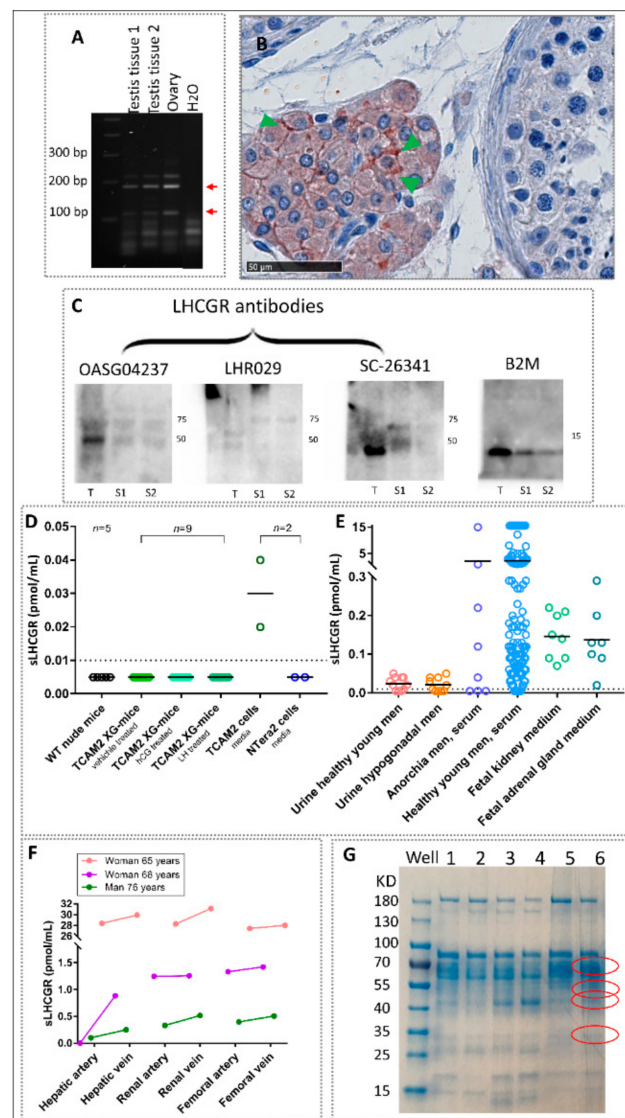 A
Testis tissue 1
Testis tissue 2
Ovary
H2O
300 bp
200 bp
100 bp
B
50 µm
C
LHCGR antibodies
OASG04237
LHR029
SC-26341
B2M
75
50
75
50
75
50
15
T S1 S2
T S1 S2
T S1 S2
T S1 S2
D
sLHCGR (pmol/mL)
0.05
0.04
0.03
0.02
0.01
0.00
n=5
n=9
n=2
WT nude mice
TCAM2 XG-mice
vehichle treated
TCAM2 XG-mice
hCG treated
TCAM2 XG-mice
LH treated
TCAM2 cells
media
NTera2 cells
media
E
sLHCGR (pmol/mL)
15
5
0.3
0.2
0.1
0.0
Urine healthy young men
Urine hypogonadal men
Anorchia men, serum
Healthy young men, serum
Fetal kidney medium
Fetal adrenal gland medium
F
Woman 65 years
Woman 68 years
Man 76 years
sLHCGR (pmol/mL)
32
30
28
26
1.5
1.0
0.5
0.0
Hepatic artery
Hepatic vein
Renal artery
Renal vein
Femoral artery
Femoral vein
G
Well 1 2 3 4 5 6
KD
180
130
100
70
55
40
35
25
15